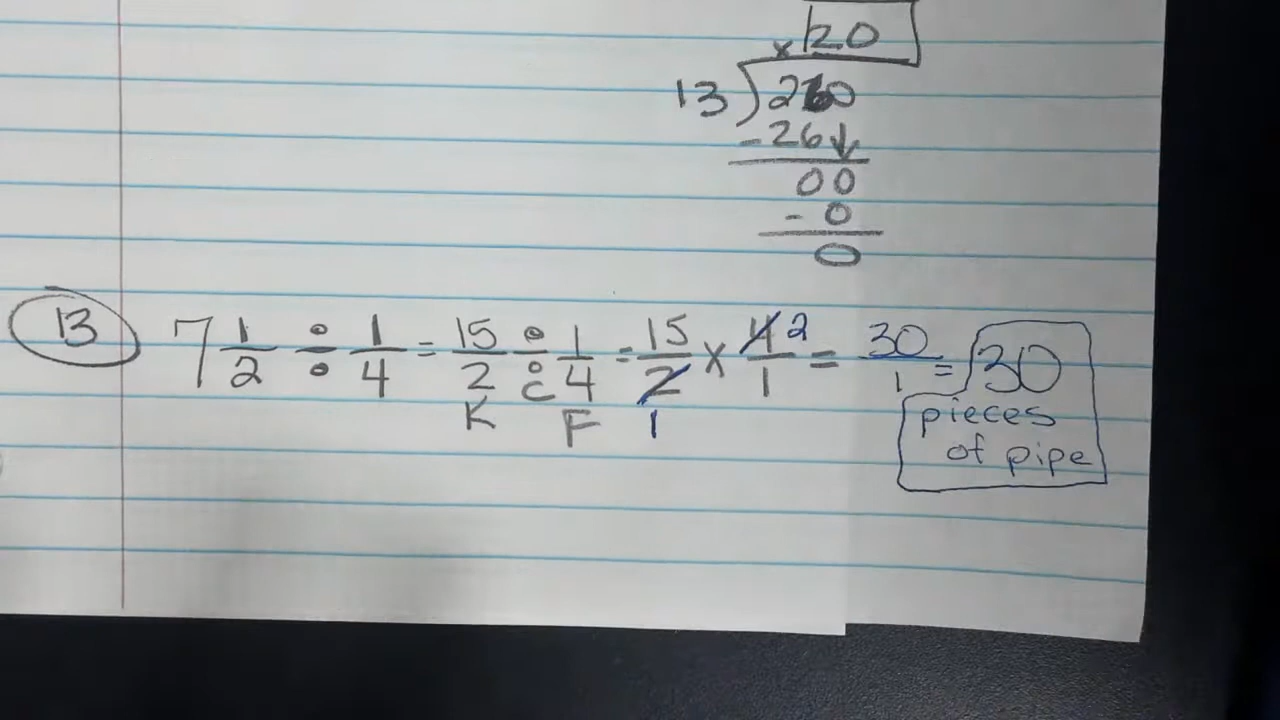 x 20
13 ) 260
- 26 ↓
00
- 0
0
13 7 1/2 ÷ 1/4 = 15/2 ÷ 1/4 = 15/2 x 4/1 2 = 30/1 = 30
K C F 1
pieces
of pipe